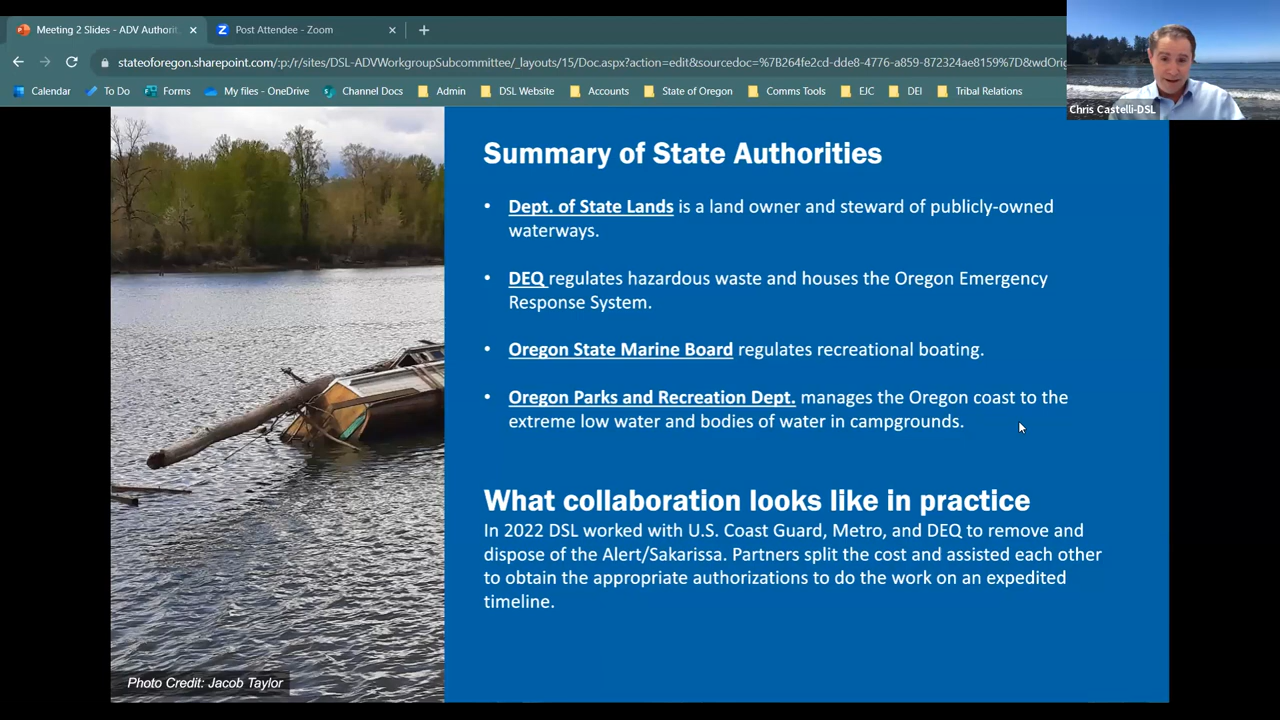 Meeting 2 Slides - ADV Authorit
Post Attendee - Zoom
stateoforegon.sharepoint.com/:p:/r/sites/DSL-ADVWorkgroupSubcommittee/_layouts/15/Doc.aspx?action=edit&sourcedoc=%7B264fe2cd-dde8-4776-a859-872324ae8159%7D&wdOri
Calendar To Do Forms My files - OneDrive Channel Docs Admin DSL Website Accounts State of Oregon Comms Tools EJC DEI Tribal Relations
Chris Castelli-DSL
Summary of State Authorities
• Dept. of State Lands is a land owner and steward of publicly-owned
waterways.
• DEQ regulates hazardous waste and houses the Oregon Emergency
Response System.
• Oregon State Marine Board regulates recreational boating.
• Oregon Parks and Recreation Dept. manages the Oregon coast to the
extreme low water and bodies of water in campgrounds.
What collaboration looks like in practice
In 2022 DSL worked with U.S. Coast Guard, Metro, and DEQ to remove and
dispose of the Alert/Sakarissa. Partners split the cost and assisted each other
to obtain the appropriate authorizations to do the work on an expedited
timeline.
Photo Credit: Jacob Taylor